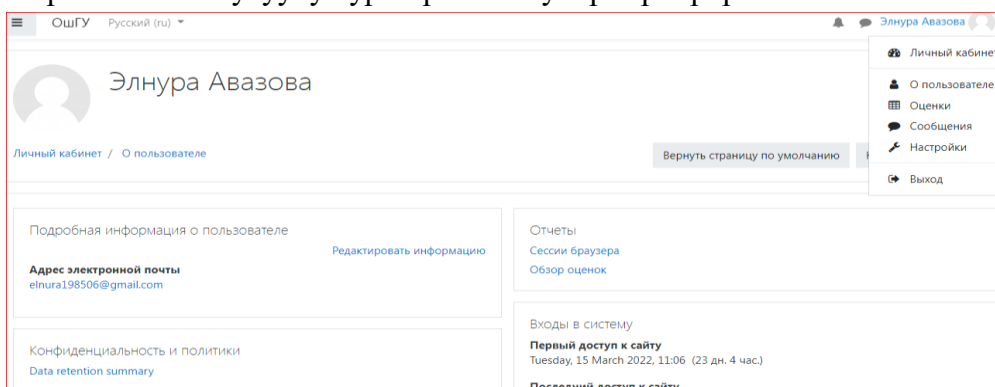 ОшГУ Русский (ru)
Элнура Авазова
Личный кабинет
О пользователе
Оценки
Сообщения
Настройки
Выход
Элнура Авазова
Личный кабинет / О пользователе
Вернуть страницу по умолчанию
Подробная информация о пользователе
Редактировать информацию
Адрес электронной почты
elnura198506@gmail.com
Конфиденциальность и политики
Data retention summary
Отчеты
Сессии браузера
Обзор оценок
Входы в систему
Первый доступ к сайту
Tuesday, 15 March 2022, 11:06 (23 дн. 4 час.)
Последний доступ к сайту